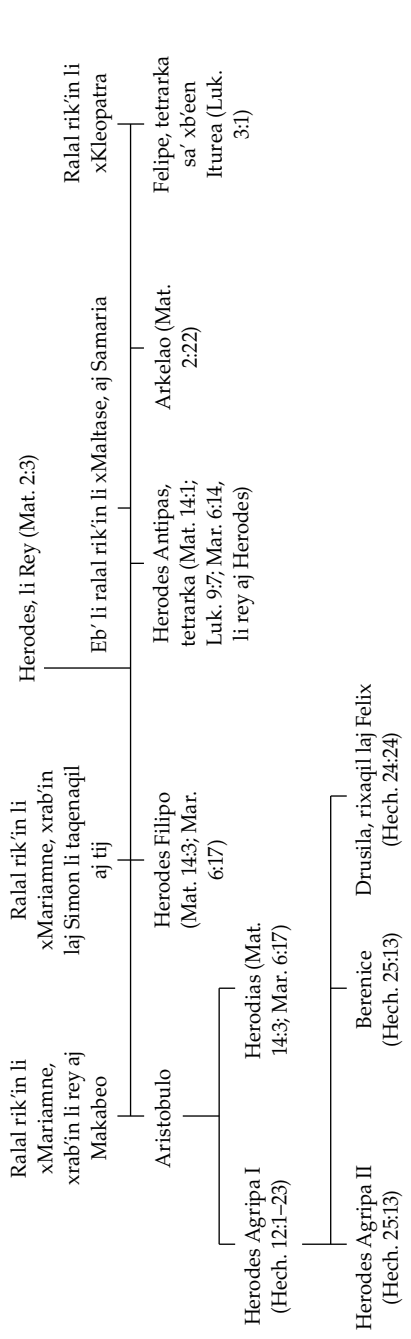 Herodes, li Rey (Mat. 2:3)
Ralal rik’in li
xMariamne,
xrab’in li rey aj
Makabeo
Ralal rik’in li
xMariamne, xrab’in
laj Simon li taqenaqil
aj tij
Eb’ li ralal rik’in li xMaltase, aj Samaria
Ralal rik’in li
xKleopatra
Aristobulo
Herodes Filipo
(Mat. 14:3; Mar.
6:17)
Herodes Antipas,
tetrarka (Mat. 14:1;
Luk. 9:7; Mar. 6:14,
li rey aj Herodes)
Arkelao (Mat.
2:22)
Felipe, tetrarka
sa’ xb’een
Iturea (Luk.
3:1)
Herodes Agripa I
(Hech. 12:1–23)
Herodias (Mat.
14:3; Mar. 6:17)
Herodes Agripa II
(Hech. 25:13)
Berenice
(Hech. 25:13)
Drusila, rixaqil laj Felix
(Hech. 24:24)